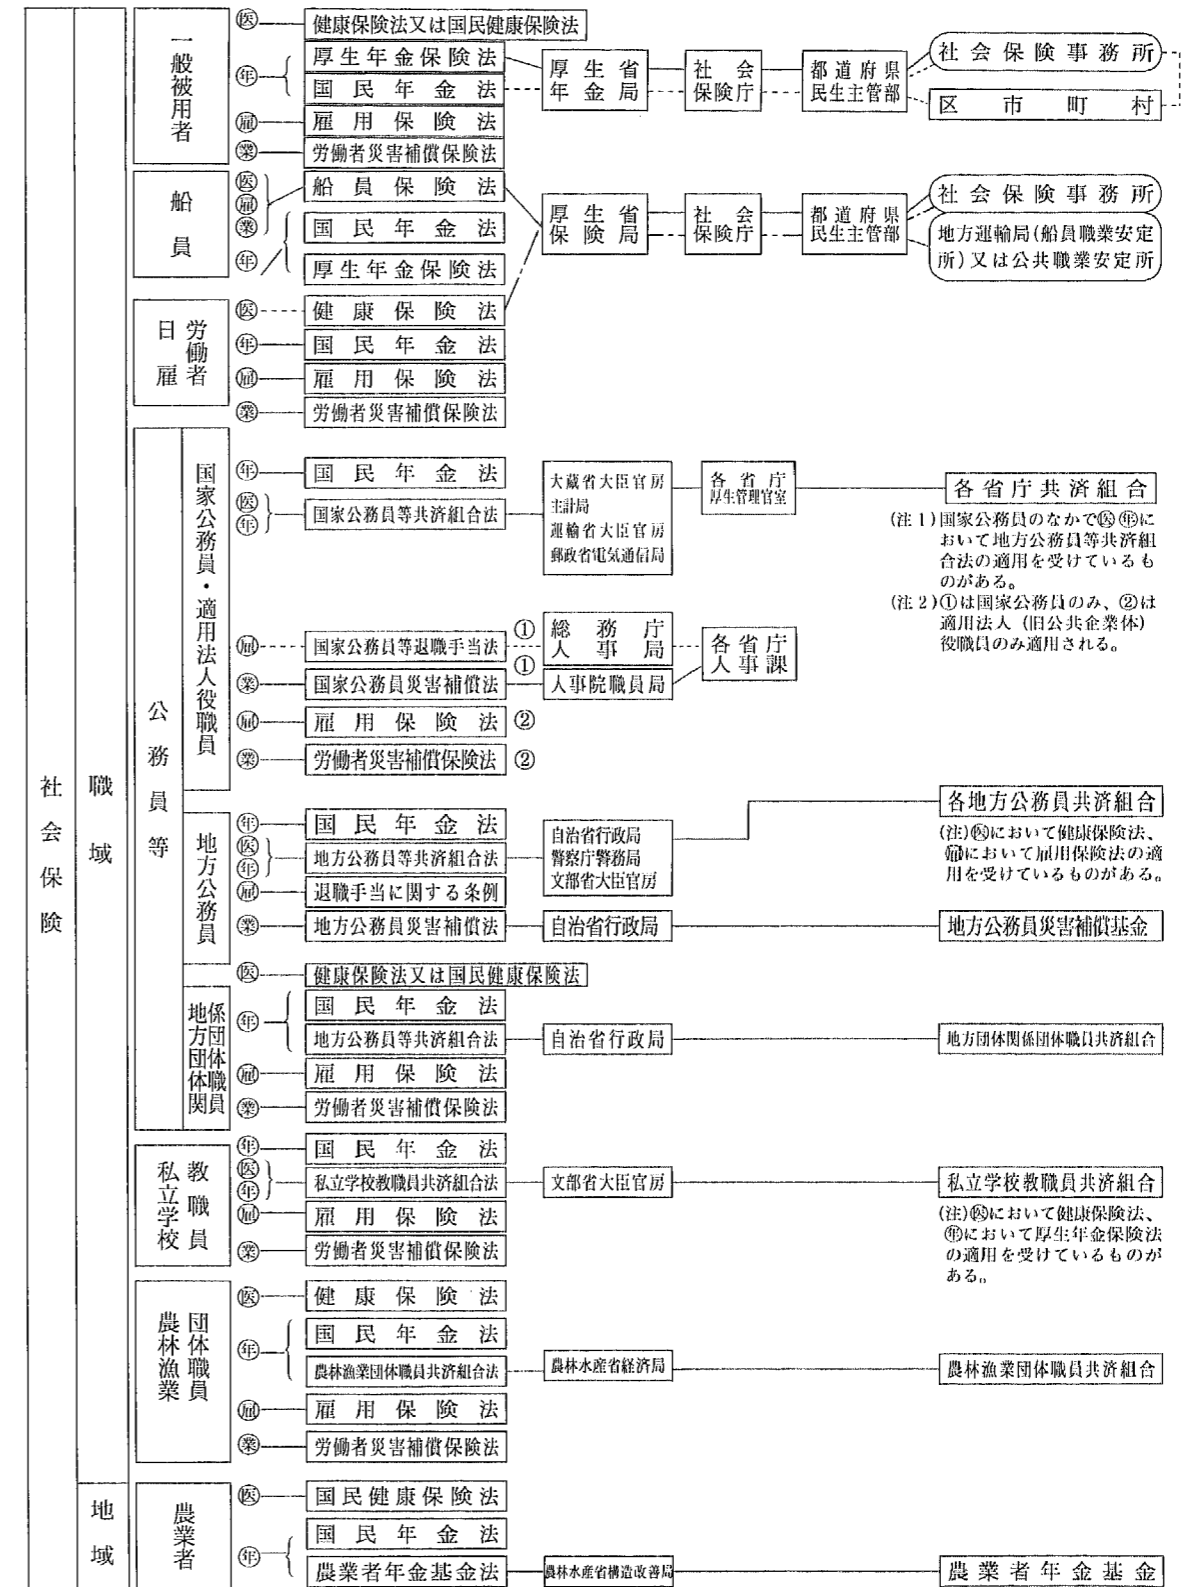 社会保険
職域
一般被用者
医
健康保険法又は国民健康保険法
年
厚生年金保険法
国民年金法
雇
雇用保険法
業
労働者災害補償保険法
厚生省
年金局
社会
保険庁
都道府県
民生主管部
社会保険事務所
区市町村
船員
医
雇
業
船員保険法
年
国民年金法
厚生年金保険法
厚生省
保険局
社会
保険庁
都道府県
民生主管部
社会保険事務所
地方運輸局(船員職業安定
所)又は公共職業安定所
日雇
労働者
医
健康保険法
年
国民年金法
雇
雇用保険法
業
労働者災害補償保険法
公務員等
国家公務員・適用法人役職員
年
国民年金法
医
年
国家公務員等共済組合法
大蔵省大臣官房
主計局
運輸省大臣官房
郵政省電気通信局
各省庁
厚生管理官室
各省庁共済組合
(注1)国家公務員のなかで医年に
おいて地方公務員等共済組
合法の適用を受けているも
のがある。
(注2)①は国家公務員のみ、②は
適用法人(旧公共企業体)
役職員のみ適用される。
雇
国家公務員等退職手当法
①
総務庁
人事局
各省庁
人事課
業
国家公務員災害補償法
①
人事院職員局
雇
雇用保険法
②
業
労働者災害補償保険法
②
地方公務員
年
国民年金法
医
年
地方公務員等共済組合法
自治省行政局
警察庁警務局
文部省大臣官房
各地方公務員共済組合
(注)医において健康保険法、
雇において雇用保険法の適
用を受けているものがある。
雇
退職手当に関する条例
業
地方公務員災害補償法
自治省行政局
地方公務員災害補償基金
地方団体関
係団体職員
医
健康保険法又は国民健康保険法
年
国民年金法
地方公務員等共済組合法
自治省行政局
地方団体関係団体職員共済組合
雇
雇用保険法
業
労働者災害補償保険法
私立学校
教職員
年
国民年金法
医
年
私立学校教職員共済組合法
文部省大臣官房
私立学校教職員共済組合
(注)医において健康保険法、
年において厚生年金保険法
の適用を受けているものが
ある。
雇
雇用保険法
業
労働者災害補償保険法
農林漁業
団体職員
医
健康保険法
年
国民年金法
農林漁業団体職員共済組合法
農林水産省経済局
農林漁業団体職員共済組合
雇
雇用保険法
業
労働者災害補償保険法
地域
農業者
医
国民健康保険法
年
国民年金法
農業者年金基金法
農林水産省構造改善局
農業者年金基金